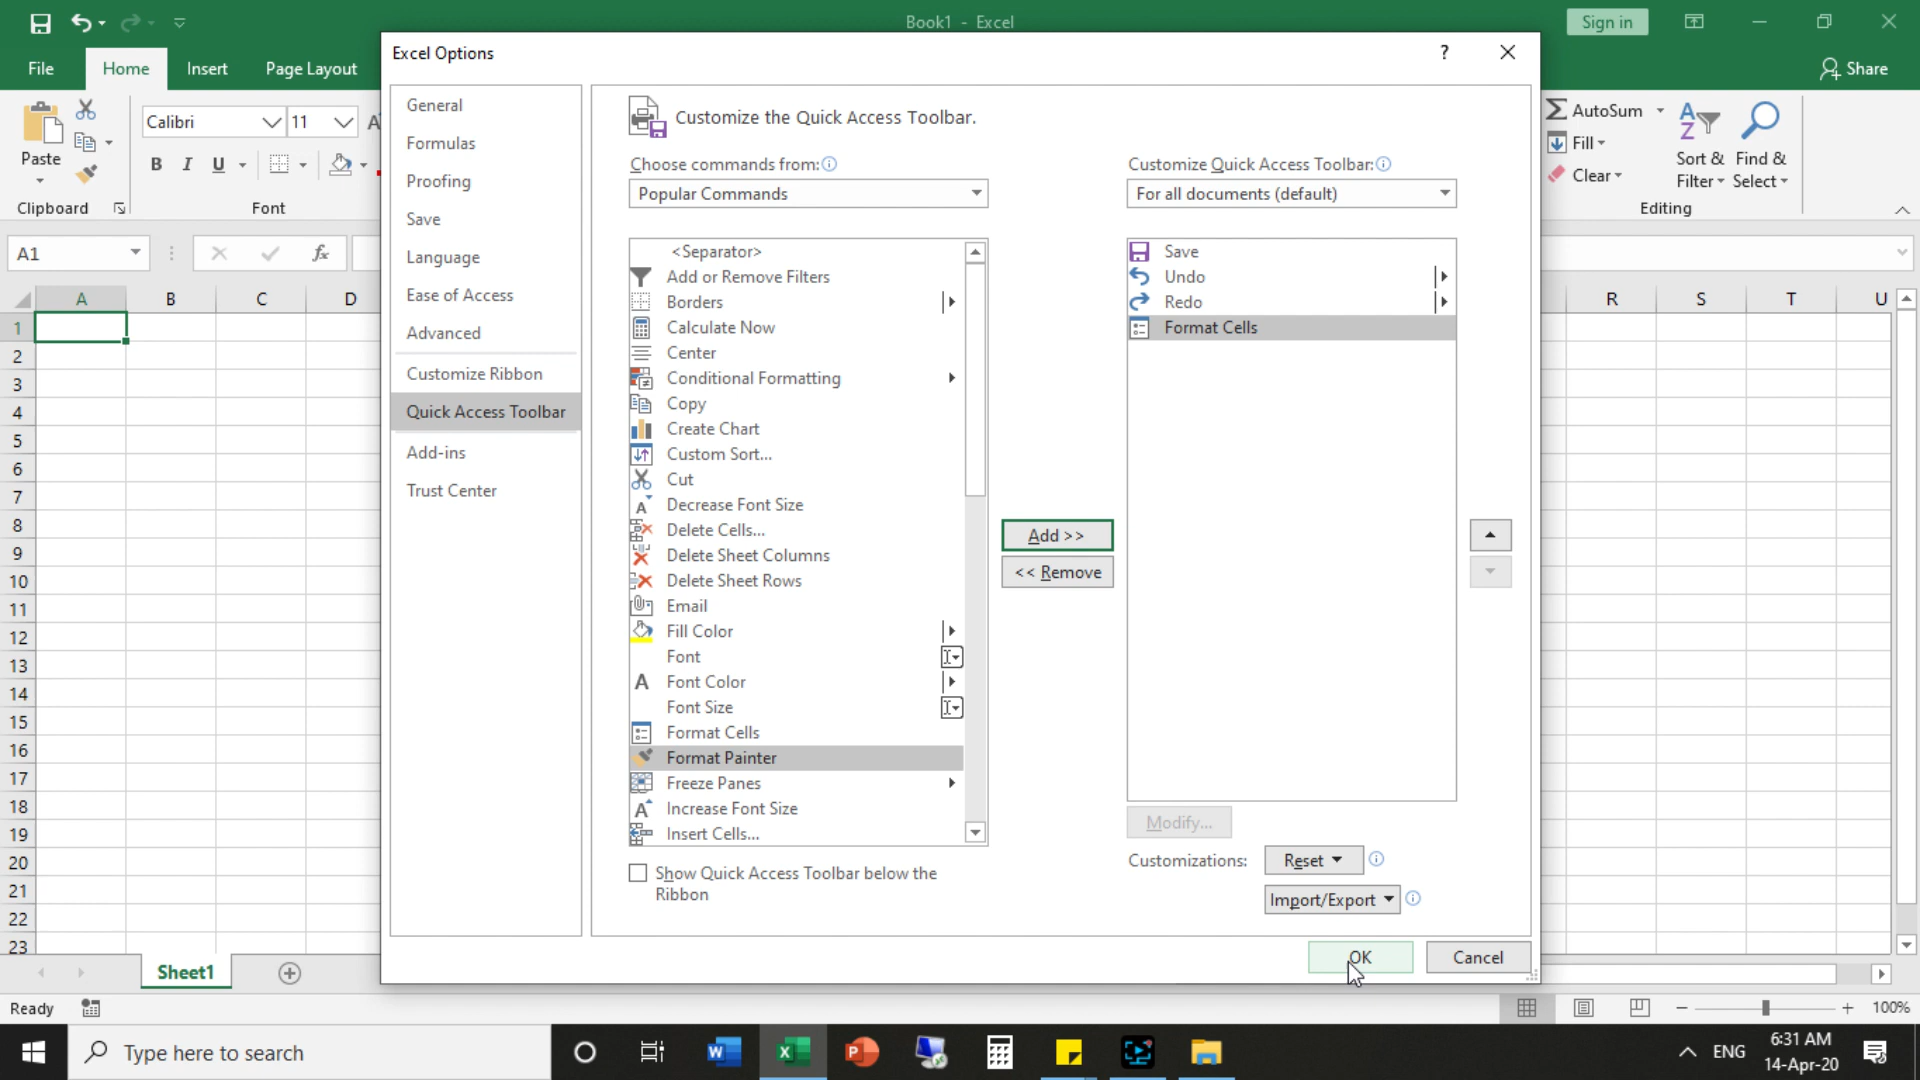 Book1 - Excel
Sign in
File
Home
Insert
Page Layout
Share
Calibri
11
A
Paste
B
I
U
Clipboard
Font
AutoSum
Fill
Clear
Sort & Filter
Find & Select
Editing
A1
fx
A B C D R S T U
1
2
3
4
5
6
7
8
9
10
11
12
13
14
15
16
17
18
19
20
21
22
23
Excel Options
?
General
Formulas
Proofing
Save
Language
Ease of Access
Advanced
Customize Ribbon
Quick Access Toolbar
Add-ins
Trust Center
Customize the Quick Access Toolbar.
Choose commands from:
Popular Commands
<Separator>
Add or Remove Filters
Borders
Calculate Now
Center
Conditional Formatting
Copy
Create Chart
Custom Sort...
Cut
Decrease Font Size
Delete Cells...
Delete Sheet Columns
Delete Sheet Rows
Email
Fill Color
Font
Font Color
Font Size
Format Cells
Format Painter
Freeze Panes
Increase Font Size
Insert Cells...
Show Quick Access Toolbar below the
Ribbon
Add >>
<< Remove
Customize Quick Access Toolbar:
For all documents (default)
Save
Undo
Redo
Format Cells
Modify...
Customizations:
Reset
Import/Export
OK
Cancel
Sheet1
Ready
100%
Type here to search
ENG
6:31 AM
14-Apr-20